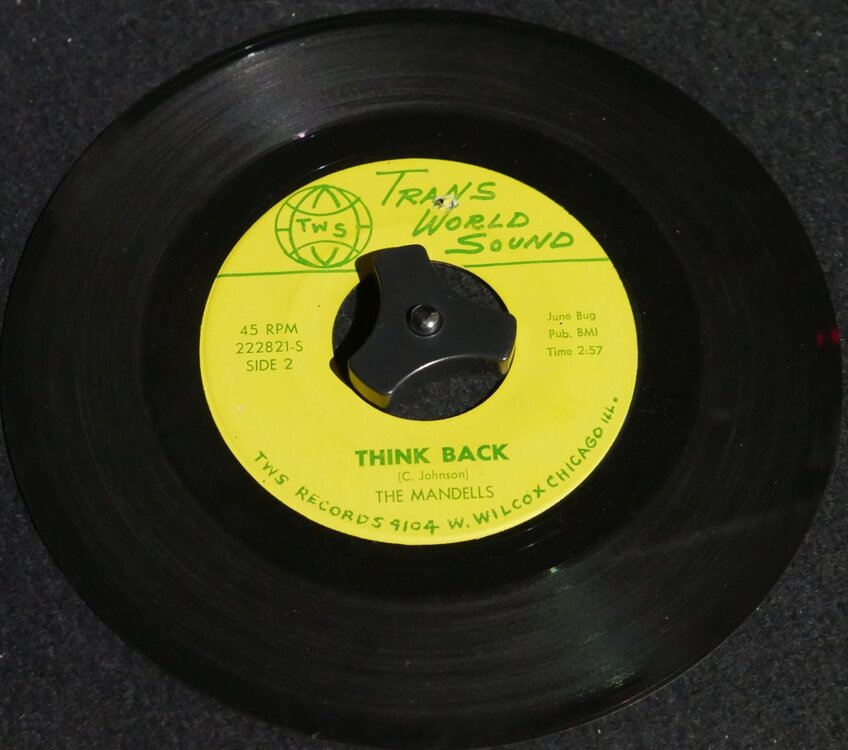 TRANS
WORLD
SOUND
TWS
45 RPM
222821-S
SIDE 2
June Bug
Pub. BMI
Time 2:57
THINK BACK
(C. Johnson)
THE MANDELLS
TWS RECORDS 4104 W. WILCOX CHICAGO ILL.